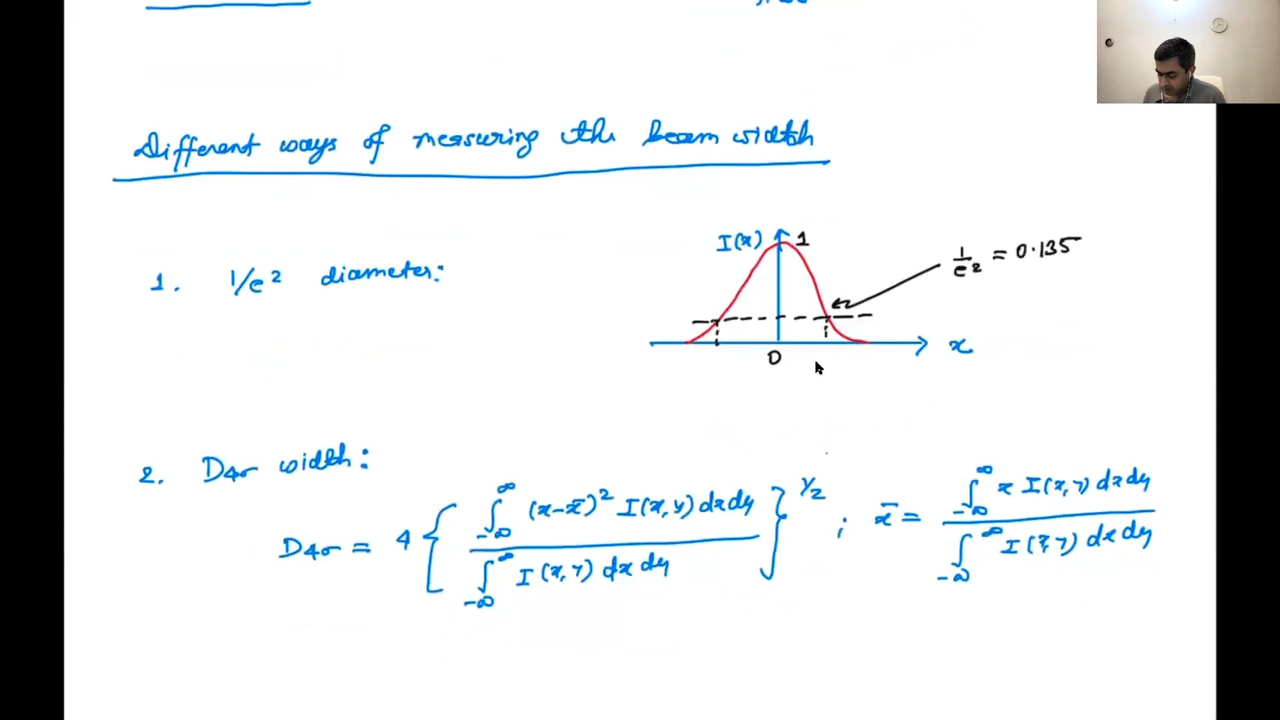 Different ways of measuring the beam width
1. 1/e² diameter:
I(x) 1
1/e² = 0.135
0
x
2. D4σ width:
D4σ = 4 { ∫_{-∞}^{∞} (x-x̄)² I(x,y) dx dy / ∫_{-∞}^{∞} I(x,y) dx dy }^{1/2} ; x̄ = ∫_{-∞}^{∞} x I(x,y) dx dy / ∫_{-∞}^{∞} I(x,y) dx dy